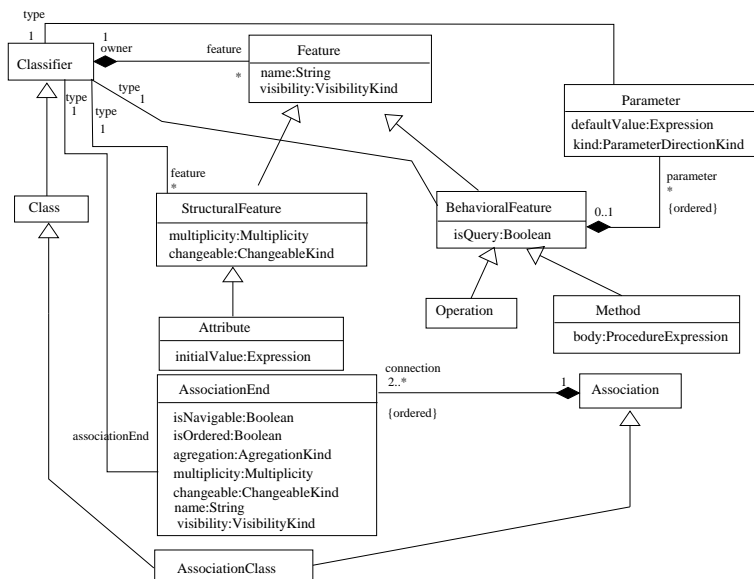 type
1
1
owner
feature
*
Classifier
Feature
name:String
visibility:VisibilityKind
Parameter
defaultValue:Expression
kind:ParameterDirectionKind
type
1
type
1
type
1
feature
*
parameter
*
{ordered}
Class
StructuralFeature
multiplicity:Multiplicity
changeable:ChangeableKind
BehavioralFeature
isQuery:Boolean
0..1
Operation
Method
body:ProcedureExpression
Attribute
initialValue:Expression
connection
2..*
{ordered}
1
Association
AssociationEnd
isNavigable:Boolean
isOrdered:Boolean
agregation:AgregationKind
multiplicity:Multiplicity
changeable:ChangeableKind
name:String
visibility:VisibilityKind
associationEnd
AssociationClass